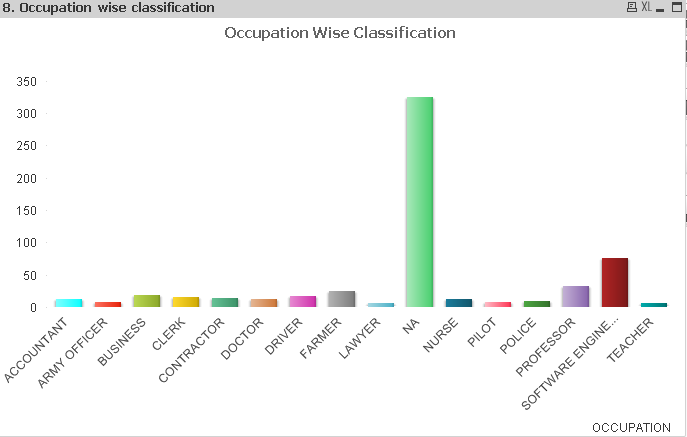 8. Occupation wise classification
XL
Occupation Wise Classification
350
300
250
200
150
100
50
0
ACCOUNTANT
ARMY OFFICER
BUSINESS
CLERK
CONTRACTOR
DOCTOR
DRIVER
FARMER
LAWYER
NA
NURSE
PILOT
POLICE
PROFESSOR
SOFTWARE ENGINE...
TEACHER
OCCUPATION